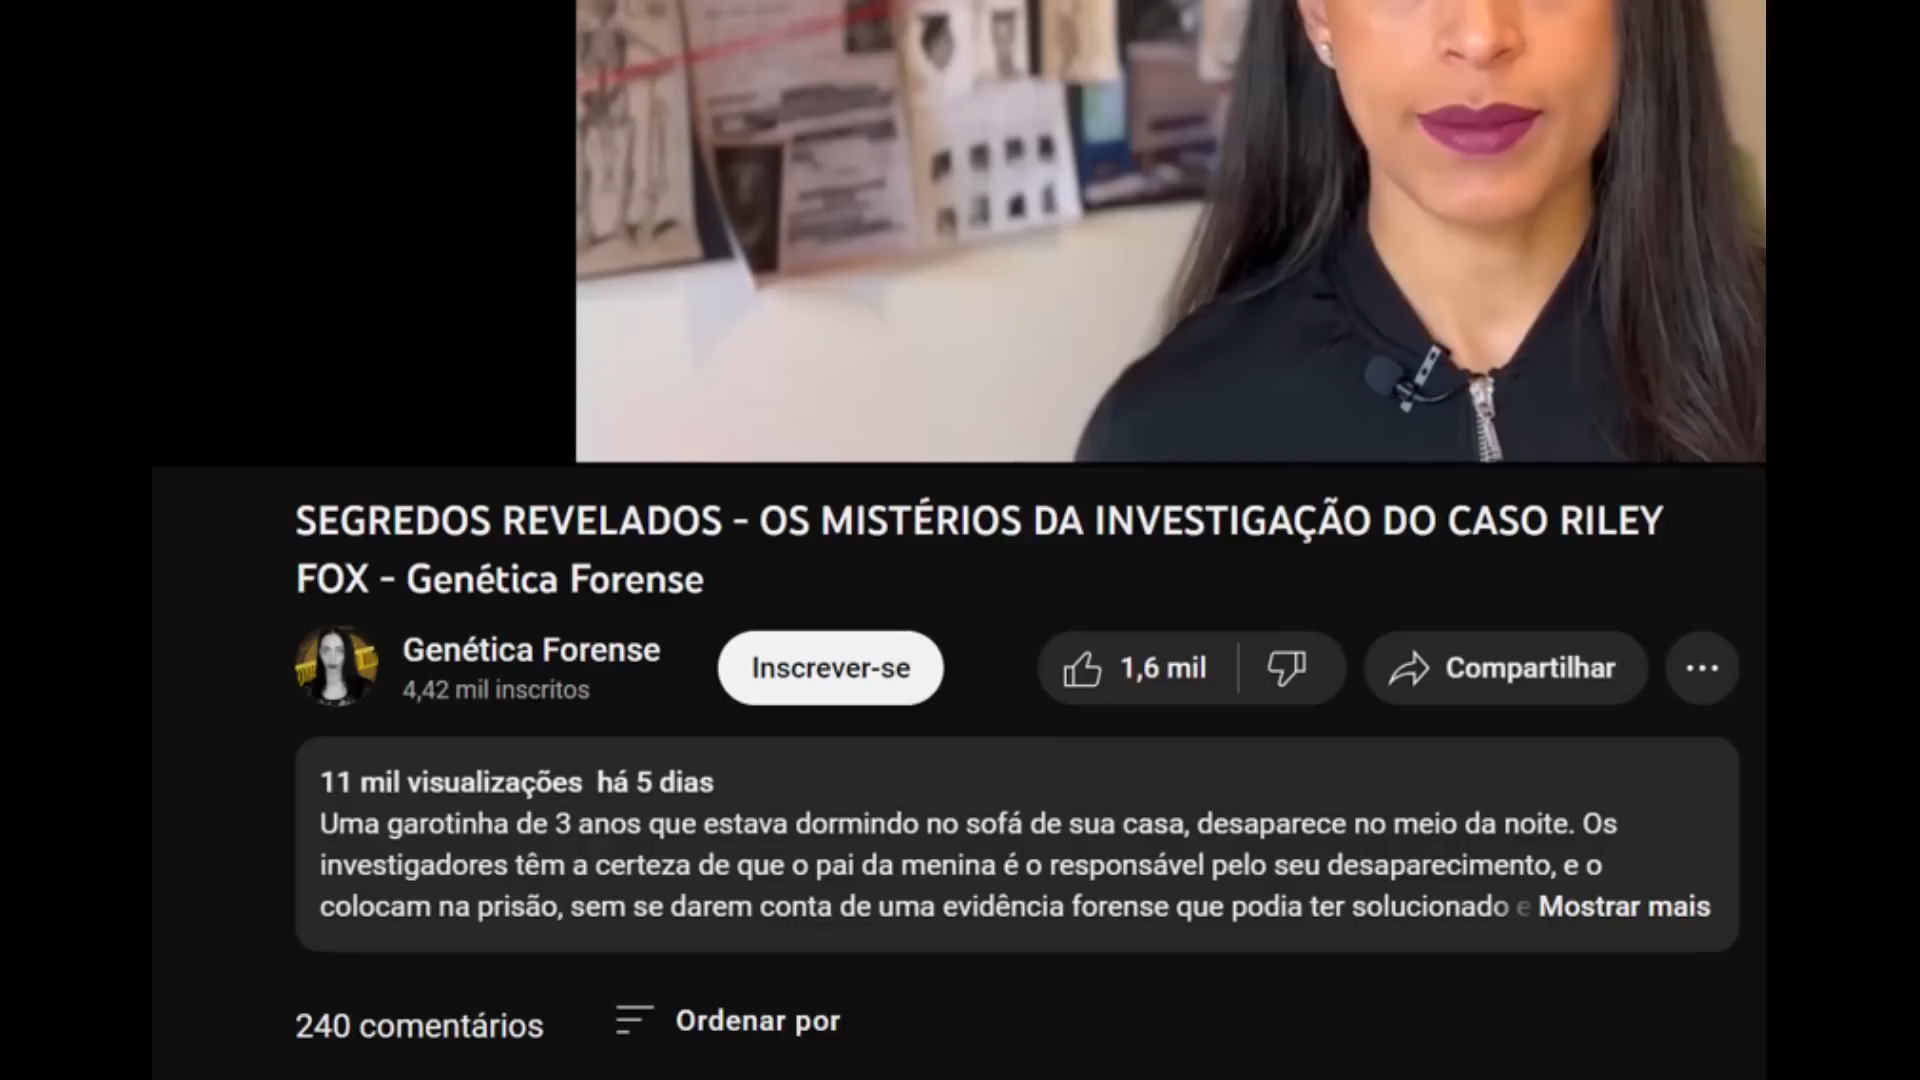 SEGREDOS REVELADOS - OS MISTÉRIOS DA INVESTIGAÇÃO DO CASO RILEY
FOX - Genética Forense
Genética Forense
4,42 mil inscritos
Inscrever-se
1,6 mil
Compartilhar
11 mil visualizações há 5 dias
Uma garotinha de 3 anos que estava dormindo no sofá de sua casa, desaparece no meio da noite. Os
investigadores têm a certeza de que o pai da menina é o responsável pelo seu desaparecimento, e o
colocam na prisão, sem se darem conta de uma evidência forense que podia ter solucionado e Mostrar mais
240 comentários
Ordenar por